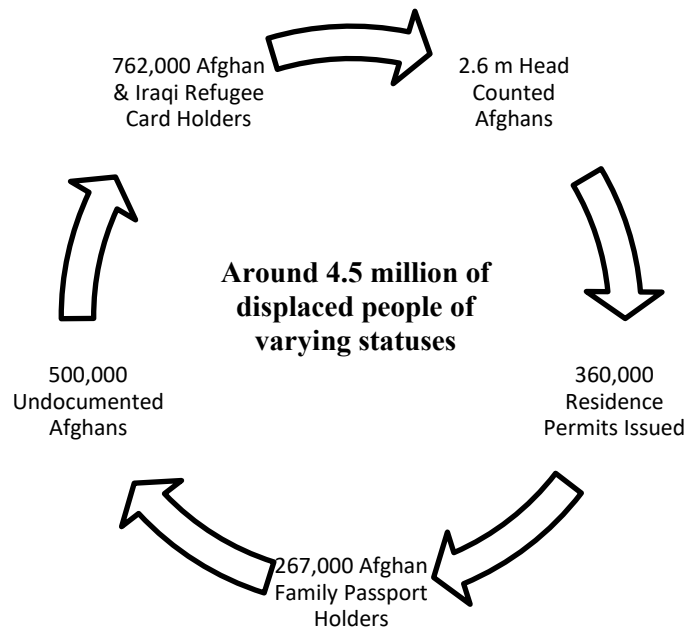 762,000 Afghan
& Iraqi Refugee
Card Holders
2.6 m Head
Counted
Afghans
Around 4.5 million of
displaced people of
varying statuses
500,000
Undocumented
Afghans
360,000
Residence
Permits Issued
267,000 Afghan
Family Passport
Holders